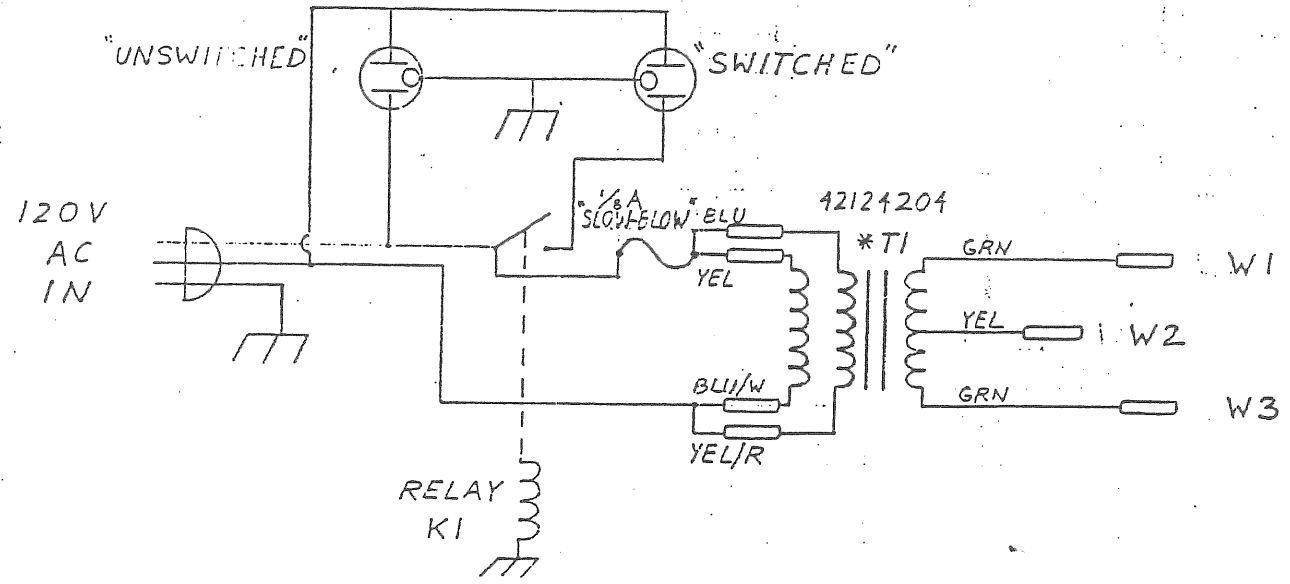 "UNSWITCHED"
"SWITCHED"
120V
AC
IN
1/8 A
"SLOW-BLOW"
BLU
YEL
42124204
*T1
GRN
W1
YEL
W2
GRN
W3
BLU/W
YEL/R
RELAY
K1